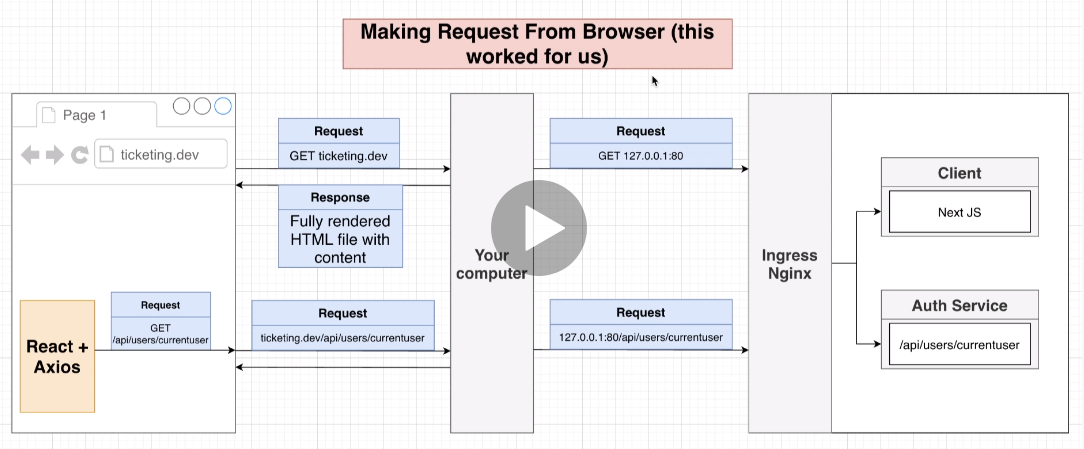 Making Request From Browser (this
worked for us)
Page 1
ticketing.dev
Request
GET ticketing.dev
Response
Fully rendered
HTML file with
content
Request
GET 127.0.0.1:80
Your
computer
Ingress
Nginx
Client
Next JS
Auth Service
/api/users/currentuser
React +
Axios
Request
GET
/api/users/currentuser
Request
ticketing.dev/api/users/currentuser
Request
127.0.0.1:80/api/users/currentuser